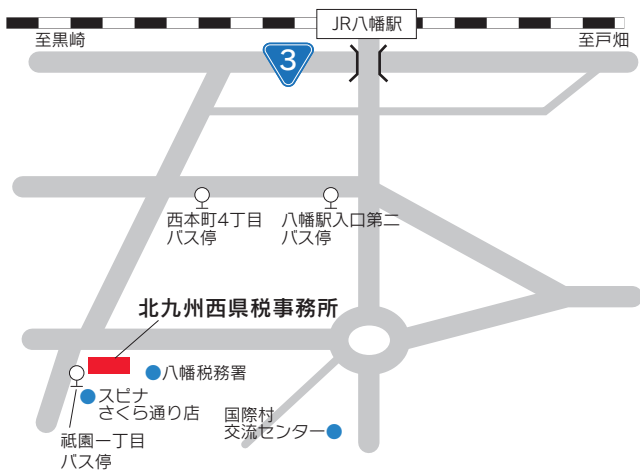 JR八幡駅
至黒崎
至戸畑
3
西本町4丁目
バス停
八幡駅入口第二
バス停
北九州西県税事務所
八幡税務署
スピナ
さくら通り店
国際村
交流センター
祇園一丁目
バス停